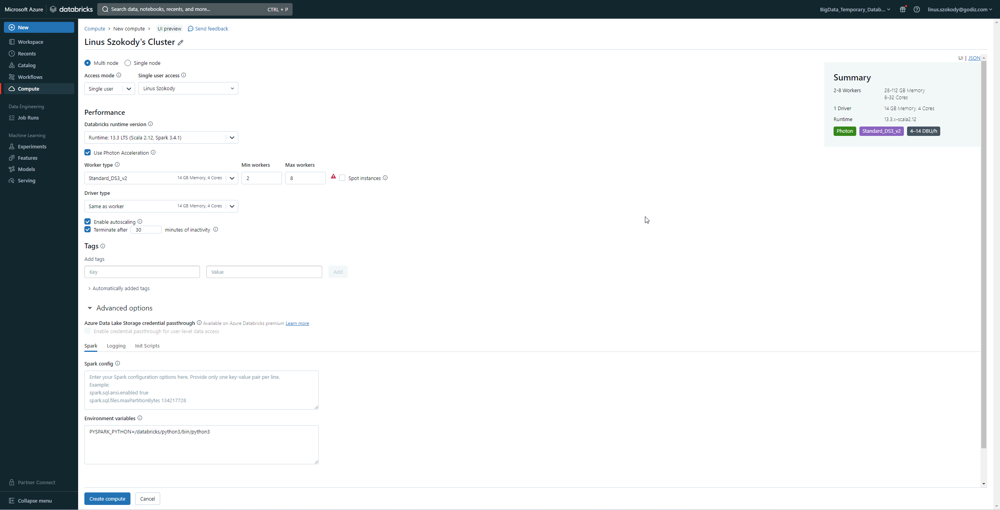 Microsoft Azure databricks Search data, notebooks, recents, and more... CTRL + P BigData_Temporary_Datab... linus.szokody@godiz.com
New
Workspace
Recents
Catalog
Workflows
Compute
Data Engineering
Job Runs
Machine Learning
Experiments
Features
Models
Serving
Partner Connect
Collapse menu
Compute > New compute > UI preview Send feedback
Linus Szokody's Cluster
UI | JSON
Multi node Single node
Access mode Single user access
Single user Linus Szokody
Performance
Databricks runtime version
Runtime: 13.3 LTS (Scala 2.12, Spark 3.4.1)
Use Photon Acceleration
Worker type Min workers Max workers
Standard_DS3_v2 14 GB Memory, 4 Cores 2 8 Spot instances
Driver type
Same as worker 14 GB Memory, 4 Cores
Enable autoscaling
Terminate after 30 minutes of inactivity
Tags
Add tags
Key Value Add
> Automatically added tags
Advanced options
Azure Data Lake Storage credential passthrough Available on Azure Databricks premium Learn more
Enable credential passthrough for user-level data access
Spark Logging Init Scripts
Spark config
Enter your Spark configuration options here. Provide only one key-value pair per line.
Example:
spark.sql.ansi.enabled true
spark.sql.files.maxPartitionBytes 134217728
Environment variables
PYSPARK_PYTHON=/databricks/python3/bin/python3
Create compute Cancel
Summary
2-8 Workers 28-112 GB Memory
8-32 Cores
1 Driver 14 GB Memory, 4 Cores
Runtime 13.3.x-scala2.12
Photon Standard_DS3_v2 4–14 DBU/h